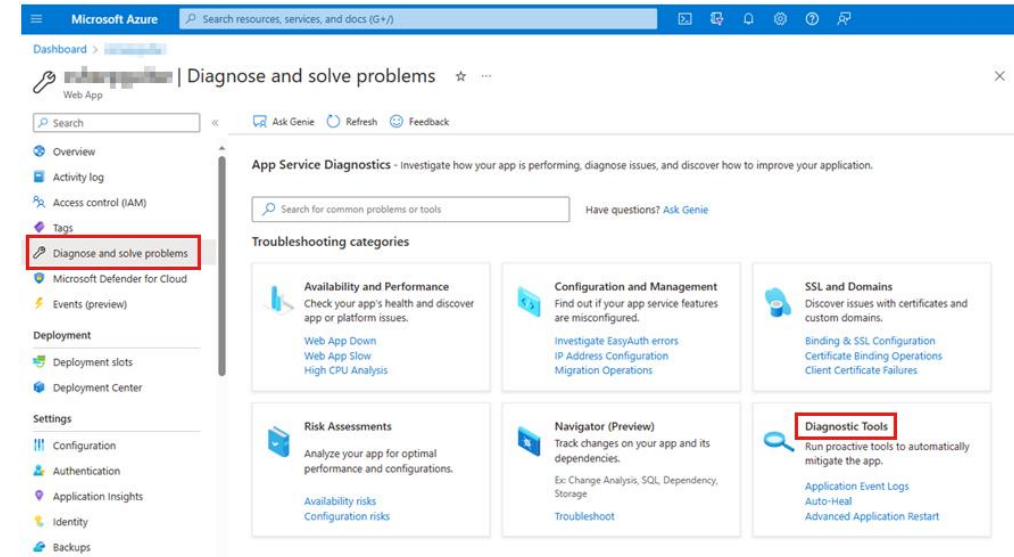 Microsoft Azure
Search resources, services, and docs (G+/)
Dashboard >
| Diagnose and solve problems
Web App
Search
Ask Genie
Refresh
Feedback
Overview
Activity log
Access control (IAM)
Tags
Diagnose and solve problems
Microsoft Defender for Cloud
Events (preview)
Deployment
Deployment slots
Deployment Center
Settings
Configuration
Authentication
Application Insights
Identity
Backups
App Service Diagnostics - Investigate how your app is performing, diagnose issues, and discover how to improve your application.
Search for common problems or tools
Have questions? Ask Genie
Troubleshooting categories
Availability and Performance
Check your app's health and discover
app or platform issues.
Web App Down
Web App Slow
High CPU Analysis
Configuration and Management
Find out if your app service features
are misconfigured.
Investigate EasyAuth errors
IP Address Configuration
Migration Operations
SSL and Domains
Discover issues with certificates and
custom domains.
Binding & SSL Configuration
Certificate Binding Operations
Client Certificate Failures
Risk Assessments
Analyze your app for optimal
performance and configurations.
Availability risks
Configuration risks
Navigator (Preview)
Track changes on your app and its
dependencies.
Ex: Change Analysis, SQL, Dependency,
Storage
Troubleshoot
Diagnostic Tools
Run proactive tools to automatically
mitigate the app.
Application Event Logs
Auto-Heal
Advanced Application Restart